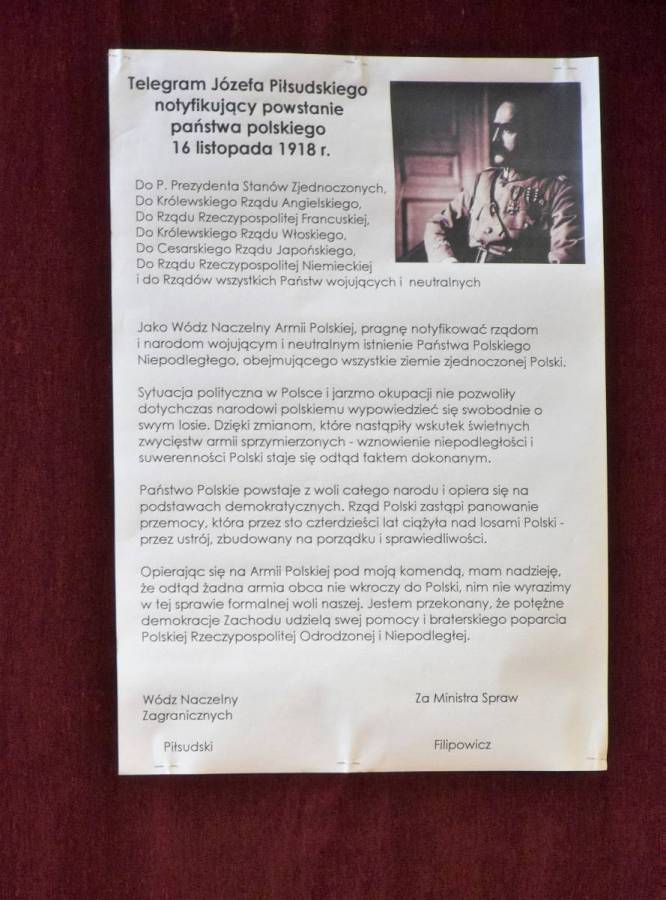 Telegram Józefa Piłsudskiego
notyfikujący powstanie
państwa polskiego
16 listopada 1918 r.
Do P. Prezydenta Stanów Zjednoczonych,
Do Królewskiego Rządu Angielskiego,
Do Rządu Rzeczypospolitej Francuskiej,
Do Królewskiego Rządu Włoskiego,
Do Cesarskiego Rządu Japońskiego,
Do Rządu Rzeczypospolitej Niemieckiej
i do Rządów wszystkich Państw wojujących i neutralnych
Jako Wódz Naczelny Armii Polskiej, pragnę notyfikować rządom
i narodom wojującym i neutralnym istnienie Państwa Polskiego
Niepodległego, obejmującego wszystkie ziemie zjednoczonej Polski.
Sytuacja polityczna w Polsce i jarzmo okupacji nie pozwoliły
dotychczas narodowi polskiemu wypowiedzieć się swobodnie o
swym losie. Dzięki zmianom, które nastąpiły wskutek świetnych
zwycięstw armii sprzymierzonych - wznowienie niepodległości i
suwerenności Polski staje się odtąd faktem dokonanym.
Państwo Polskie powstaje z woli całego narodu i opiera się na
podstawach demokratycznych. Rząd Polski zastąpi panowanie
przemocy, która przez sto czterdzieści lat ciążyła nad losami Polski -
przez ustrój, zbudowany na porządku i sprawiedliwości.
Opierając się na Armii Polskiej pod moją komendą, mam nadzieję,
że odtąd żadna armia obca nie wkroczy do Polski, nim nie wyrazimy
w tej sprawie formalnej woli naszej. Jestem przekonany, że potężne
demokracje Zachodu udzielą swej pomocy i braterskiego poparcia
Polskiej Rzeczypospolitej Odrodzonej i Niepodległej.
Wódz Naczelny Za Ministra Spraw
Zagranicznych
Piłsudski Filipowicz